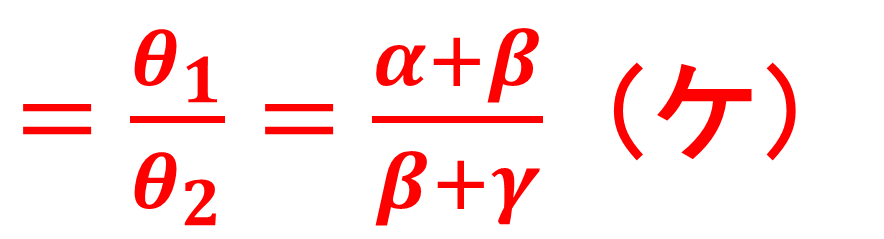 = θ₁/θ₂ = (α+β)/(β+γ) （ケ）